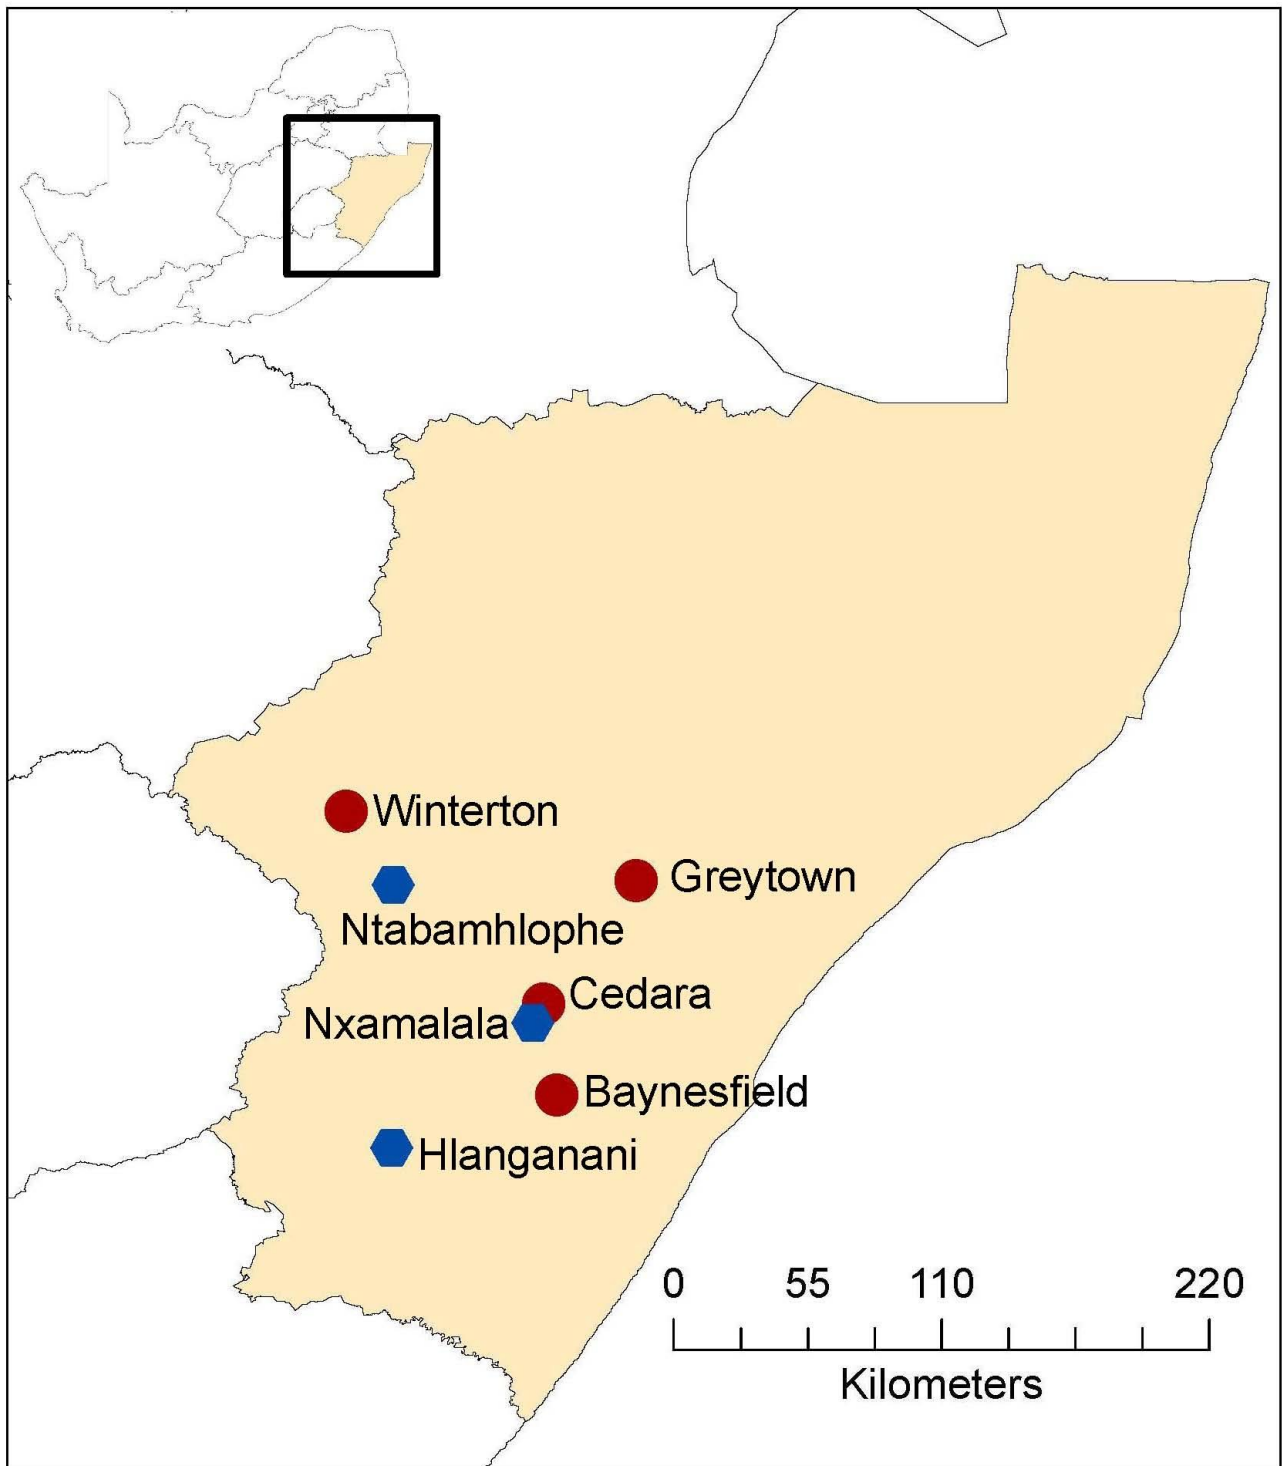 Winterton
Greytown
Ntabamhlophe
Cedara
Nxamalala
Baynesfield
Hlanganani
0 55 110 220
Kilometers